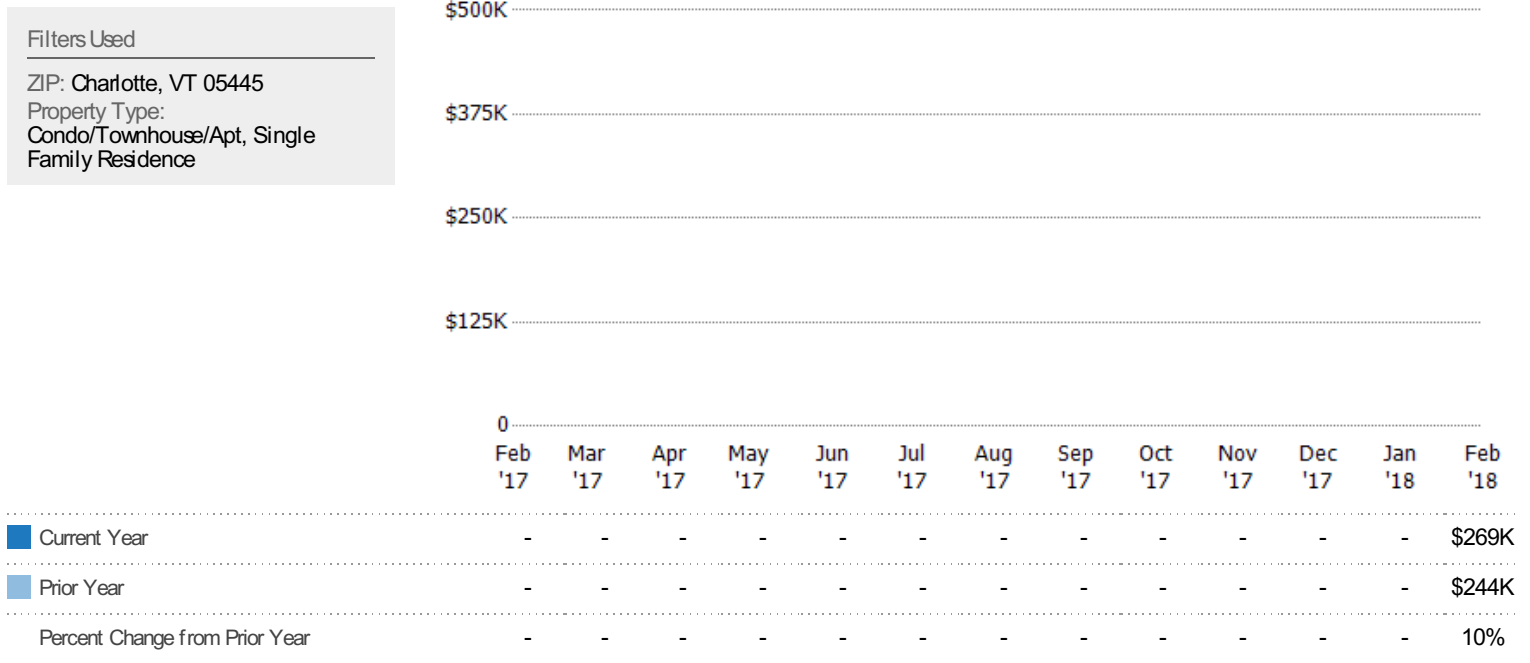 Filters Used
ZIP: Charlotte, VT 05445
Property Type:
Condo/Townhouse/Apt, Single
Family Residence
$500K
$375K
$250K
$125K
0
Feb '17 Mar '17 Apr '17 May '17 Jun '17 Jul '17 Aug '17 Sep '17 Oct '17 Nov '17 Dec '17 Jan '18 Feb '18
Current Year - - - - - - - - - - - - $269K
Prior Year - - - - - - - - - - - - $244K
Percent Change from Prior Year - - - - - - - - - - - - 10%